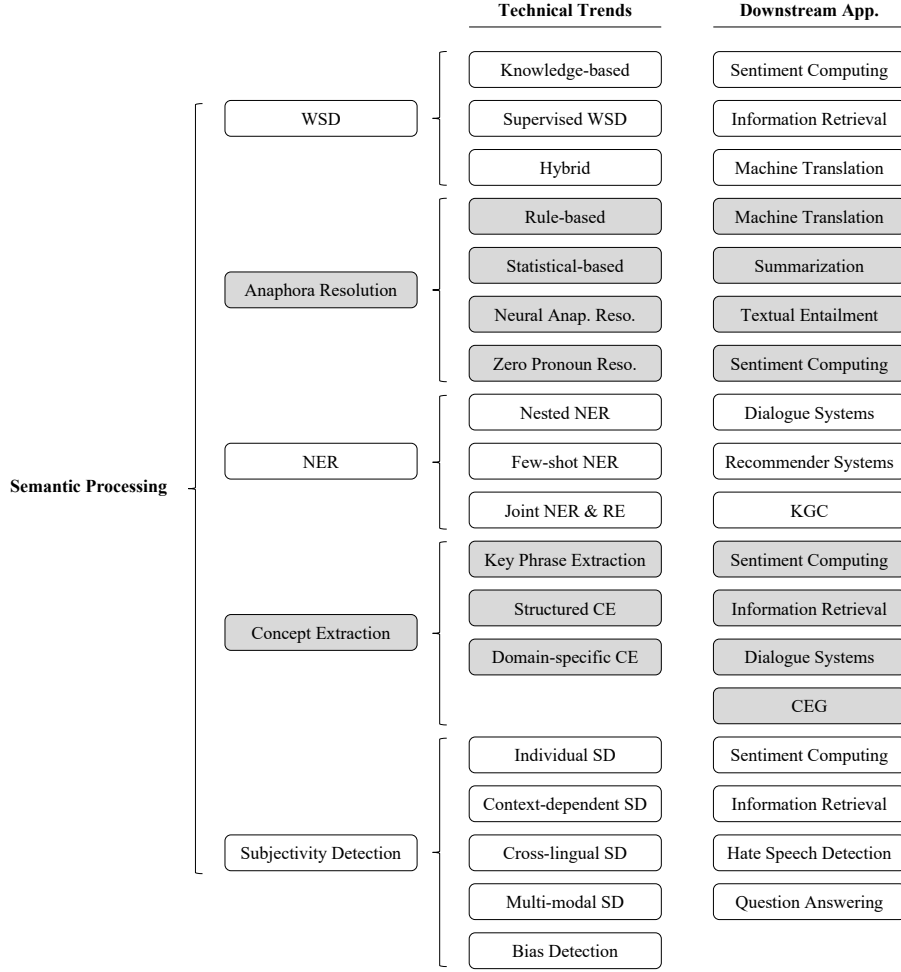 Technical Trends Downstream App.
Knowledge-based Sentiment Computing
WSD Supervised WSD Information Retrieval
Hybrid Machine Translation
Rule-based Machine Translation
Statistical-based Summarization
Anaphora Resolution
Neural Anap. Reso. Textual Entailment
Zero Pronoun Reso. Sentiment Computing
Nested NER Dialogue Systems
NER Few-shot NER Recommender Systems
Semantic Processing
Joint NER & RE KGC
Key Phrase Extraction Sentiment Computing
Structured CE Information Retrieval
Concept Extraction
Domain-specific CE Dialogue Systems
CEG
Individual SD Sentiment Computing
Context-dependent SD Information Retrieval
Subjectivity Detection Cross-lingual SD Hate Speech Detection
Multi-modal SD Question Answering
Bias Detection